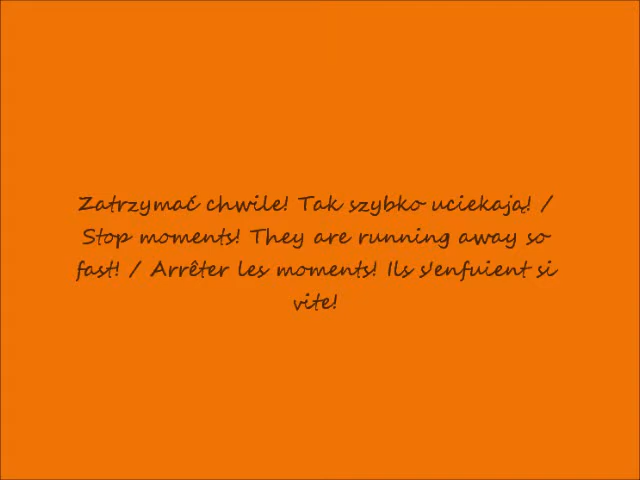 Zatrzymać chwile! Tak szybko uciekają! /
Stop moments! They are running away so
fast! / Arrêter les moments! Ils s'enfuient si
vite!